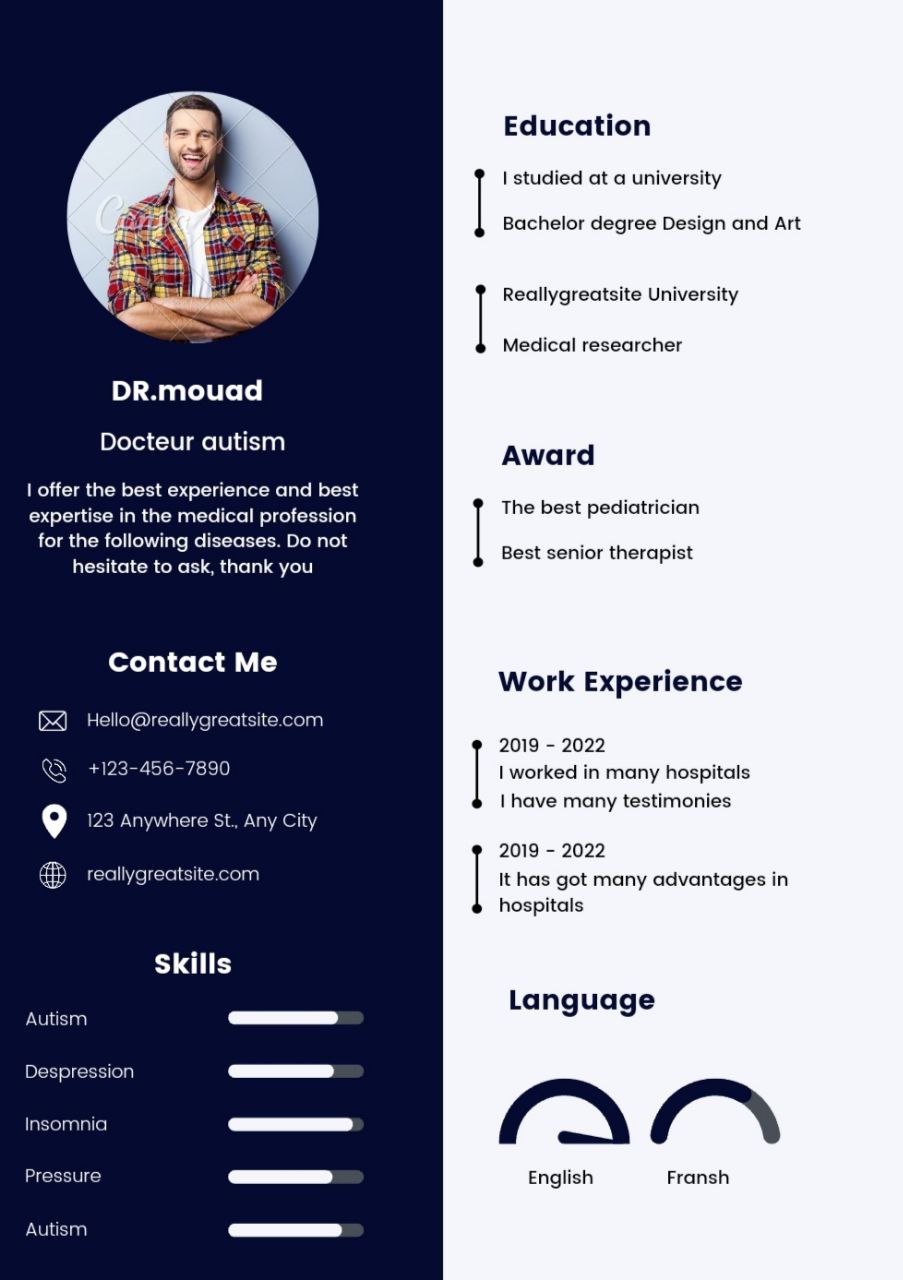 Canva
DR.mouad
Docteur autism
I offer the best experience and best
expertise in the medical profession
for the following diseases. Do not
hesitate to ask, thank you
Contact Me
Hello@reallygreatsite.com
+123-456-7890
123 Anywhere St., Any City
reallygreatsite.com
Skills
Autism
Despression
Insomnia
Pressure
Autism
Education
I studied at a university
Bachelor degree Design and Art
Reallygreatsite University
Medical researcher
Award
The best pediatrician
Best senior therapist
Work Experience
2019 - 2022
I worked in many hospitals
I have many testimonies
2019 - 2022
It has got many advantages in
hospitals
Language
English
Fransh